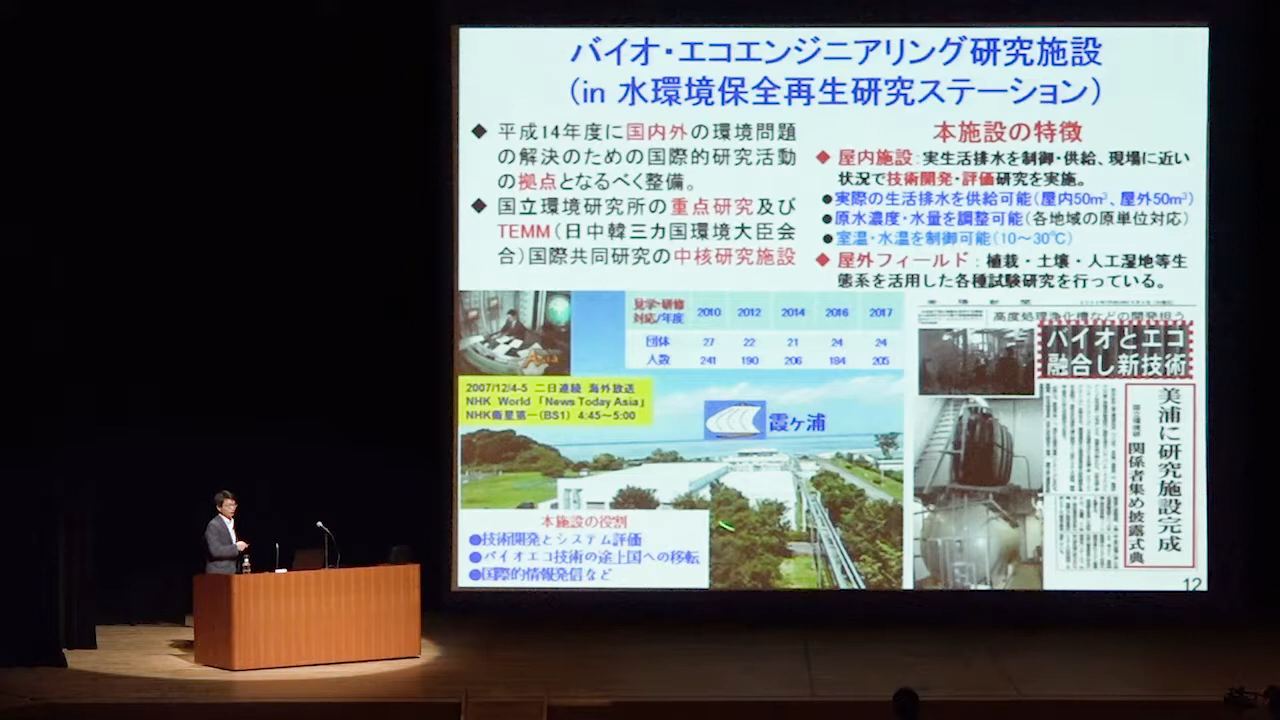 バイオ・エコエンジニアリング研究施設
（in 水環境保全再生研究ステーション）
◆ 平成14年度に国内外の環境問題
の解決のための国際的研究活動
の拠点となるべく整備。
◆ 国立環境研究所の重点研究及び
TEMM（日中韓三カ国環境大臣会
合）国際共同研究の中核研究施設
本施設の特徴
◆ 屋内施設：実生活排水を制御・供給、現場に近い
状況で技術開発・評価研究を実施。
●実際の生活排水を供給可能（屋内50m³、屋外50m³）
●原水濃度・水量を調整可能（各地域の原単位対応）
●室温・水温を制御可能（10～30℃）
◆ 屋外フィールド：植栽・土壌・人工湿地等生
態系を活用した各種試験研究を行っている。
Asia
見学・研修
対応/年度 2010 2012 2014 2016 2017
団体 27 22 21 24 24
人数 241 190 206 184 205
2007/12/4-5 二日連続 海外放送
NHK World 「News Today Asia」
NHK衛星第一（BS1） 4:45～5:00
霞ヶ浦
本施設の役割
●技術開発とシステム評価
●バイオエコ技術の途上国への移転
●国際的情報発信など
高度処理浄化槽などの開発担う
バイオとエコ
融合し新技術
美浦に研究施設完成
関係者集め披露式典
12